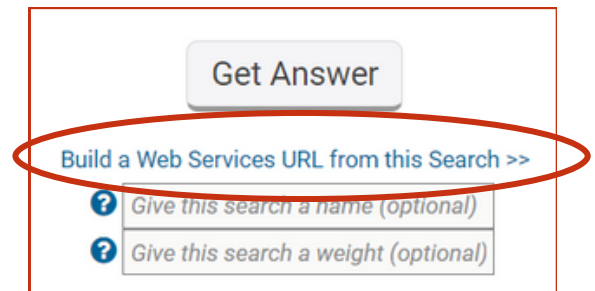 Get Answer
Build a Web Services URL from this Search >>
? Give this search a name (optional)
? Give this search a weight (optional)